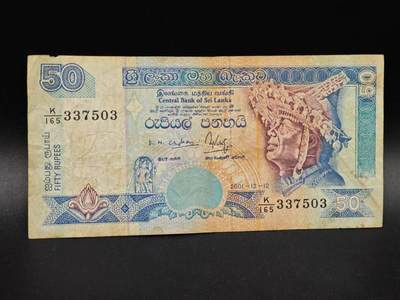 50
ශ්‍රී ලංකා මහ බැංකුව
இலங்கை மத்திய வங்கி
Central Bank of Sri Lanka
K/165 337503
රුපියල් පනහයි
ஐம்பது ரூபாய்
FIFTY RUPEES
2001-12-12
K/165 337503
50
50